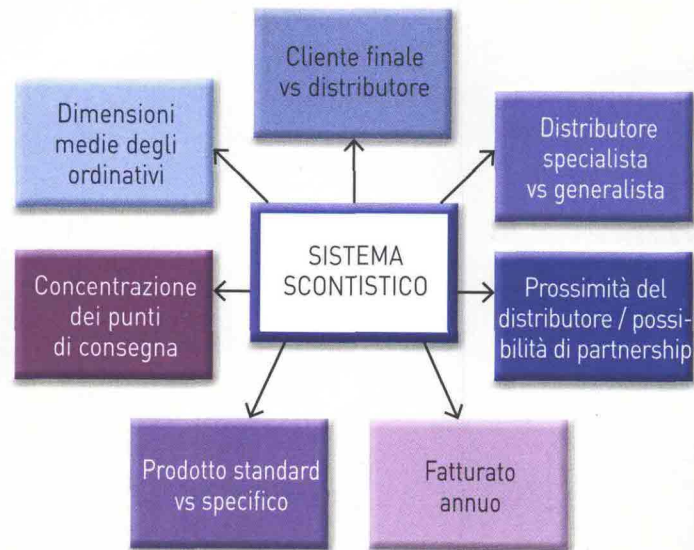 Cliente finale
vs distributore
Dimensioni
medie degli
ordinativi
Distributore
specialista
vs generalista
SISTEMA
SCONTISTICO
Concentrazione
dei punti
di consegna
Prossimità del
distributore / possi-
bilità di partnership
Prodotto standard
vs specifico
Fatturato
annuo